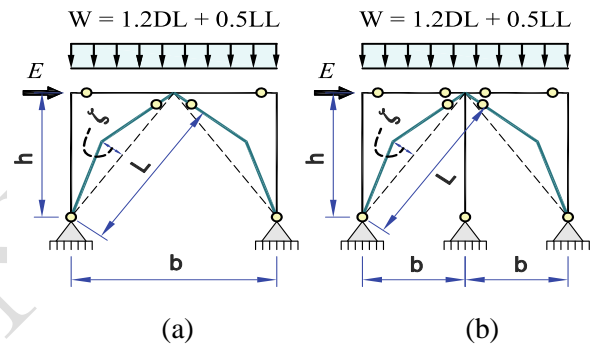 W = 1.2DL + 0.5LL
W = 1.2DL + 0.5LL
E
E
h
ζ
L
h
ζ
L
b
b
b
(a)
(b)